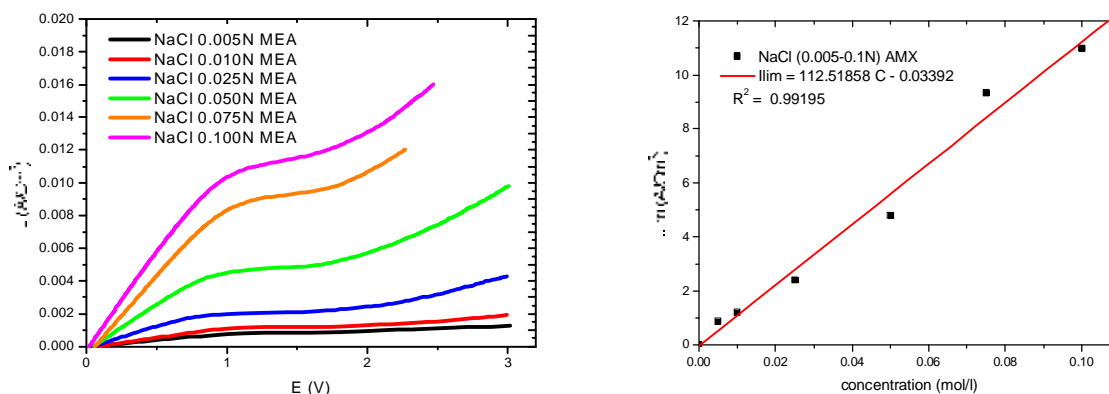 0.020
0.018
0.016
0.014
0.012
0.010
0.008
0.006
0.004
0.002
0.000
NaCl 0.005N MEA
NaCl 0.010N MEA
NaCl 0.025N MEA
NaCl 0.050N MEA
NaCl 0.075N MEA
NaCl 0.100N MEA
0 1 2 3
E (V)
12
10
8
6
4
2
0
NaCl (0.005-0.1N) AMX
Ilim = 112.51858 C - 0.03392
R² = 0.99195
0.00 0.02 0.04 0.06 0.08 0.10
concentration (mol/l)